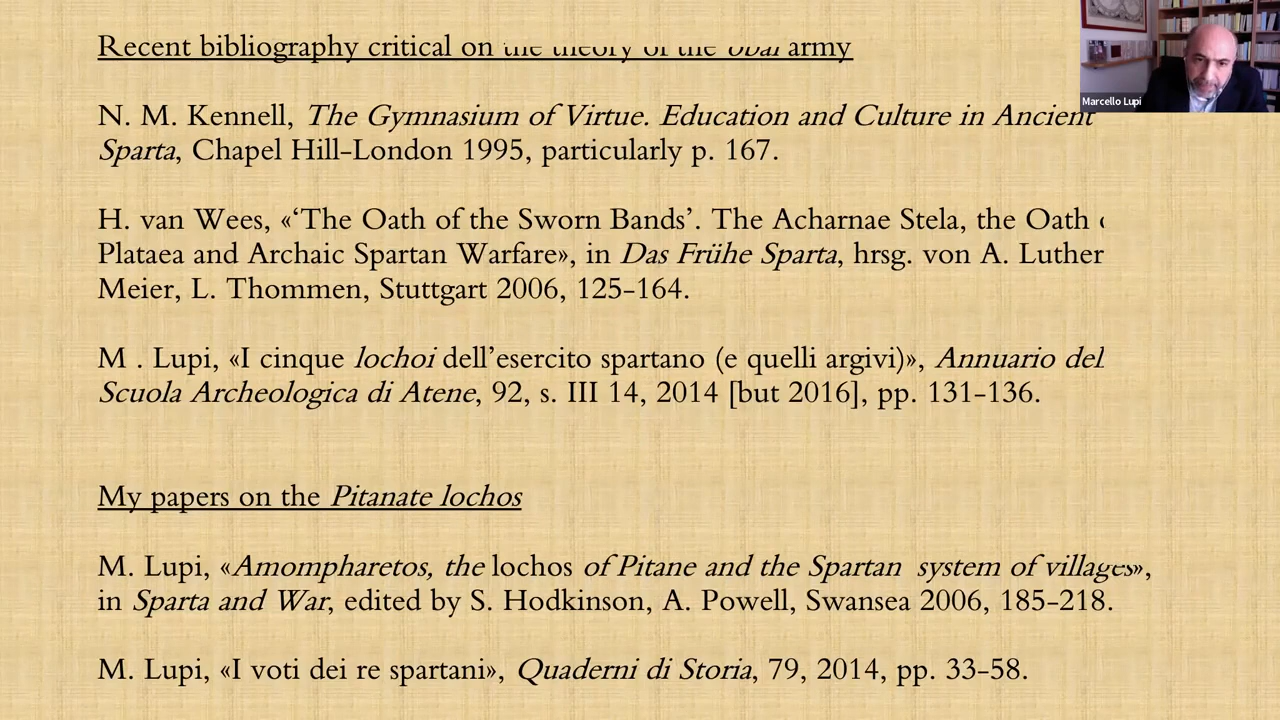 Recent bibliography critical on the theory of the obal army
Marcello Lupi
N. M. Kennell, The Gymnasium of Virtue. Education and Culture in Ancient
Sparta, Chapel Hill-London 1995, particularly p. 167.
H. van Wees, «‘The Oath of the Sworn Bands’. The Acharnae Stela, the Oath
Plataea and Archaic Spartan Warfare», in Das Frühe Sparta, hrsg. von A. Luther
Meier, L. Thommen, Stuttgart 2006, 125-164.
M . Lupi, «I cinque lochoi dell’esercito spartano (e quelli argivi)», Annuario
Scuola Archeologica di Atene, 92, s. III 14, 2014 [but 2016], pp. 131-136.
My papers on the Pitanate lochos
M. Lupi, «Amompharetos, the lochos of Pitane and the Spartan system of villages»,
in Sparta and War, edited by S. Hodkinson, A. Powell, Swansea 2006, 185-218.
M. Lupi, «I voti dei re spartani», Quaderni di Storia, 79, 2014, pp. 33-58.